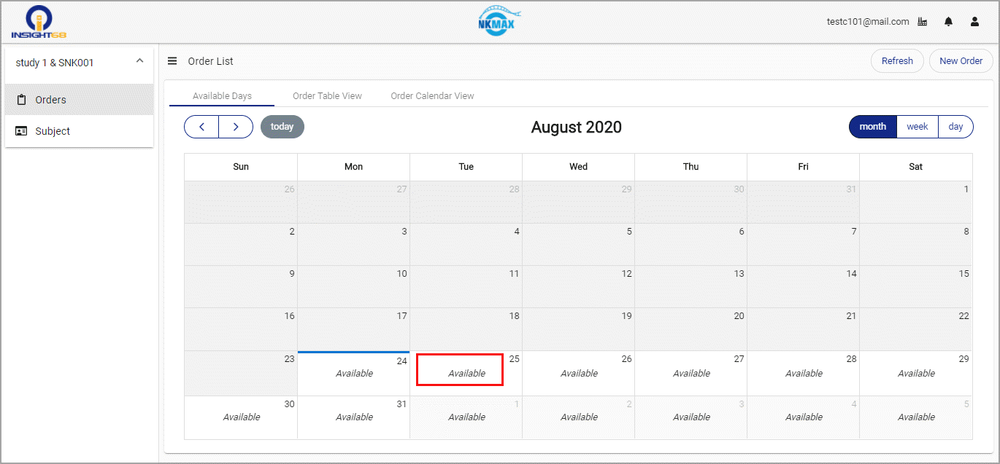 INSIGHT68
NKMAX
testc101@mail.com
study 1 & SNK001
Orders
Subject
Order List
Refresh
New Order
Available Days Order Table View Order Calendar View
today
August 2020
month week day
Sun Mon Tue Wed Thu Fri Sat
26 27 28 29 30 31 1
2 3 4 5 6 7 8
9 10 11 12 13 14 15
16 17 18 19 20 21 22
23 24 25 26 27 28 29
Available Available Available Available Available Available
30 31 1 2 3 4 5
Available Available Available Available Available Available Available